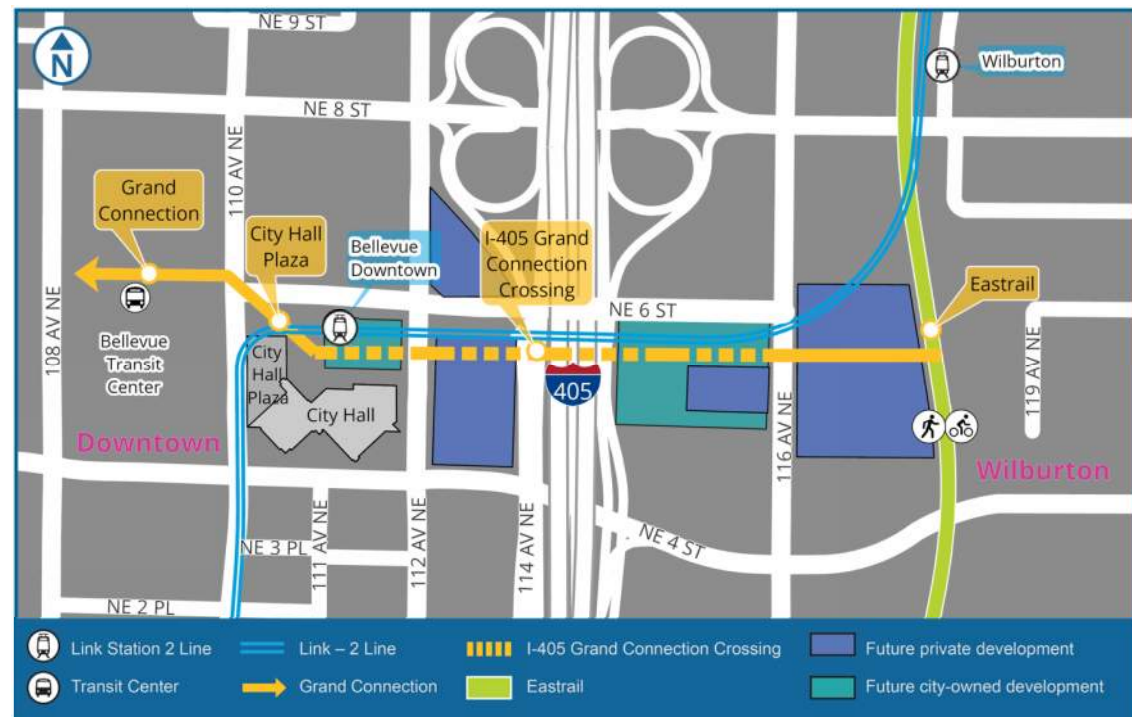 NE 9 ST
N
Wilburton
NE 8 ST
110 AV NE
Grand
Connection
City Hall
Plaza
Bellevue
Downtown
I-405 Grand
Connection
Crossing
NE 6 ST
Eastrail
108 AV NE
Bellevue
Transit
Center
City
Hall
Plaza
City Hall
405
116 AV NE
119 AV NE
Downtown
Wilburton
NE 3 PL
111 AV NE
112 AV NE
114 AV NE
NE 4 ST
NE 2 PL
Link Station 2 Line
Link – 2 Line
I-405 Grand Connection Crossing
Future private development
Transit Center
Grand Connection
Eastrail
Future city-owned development